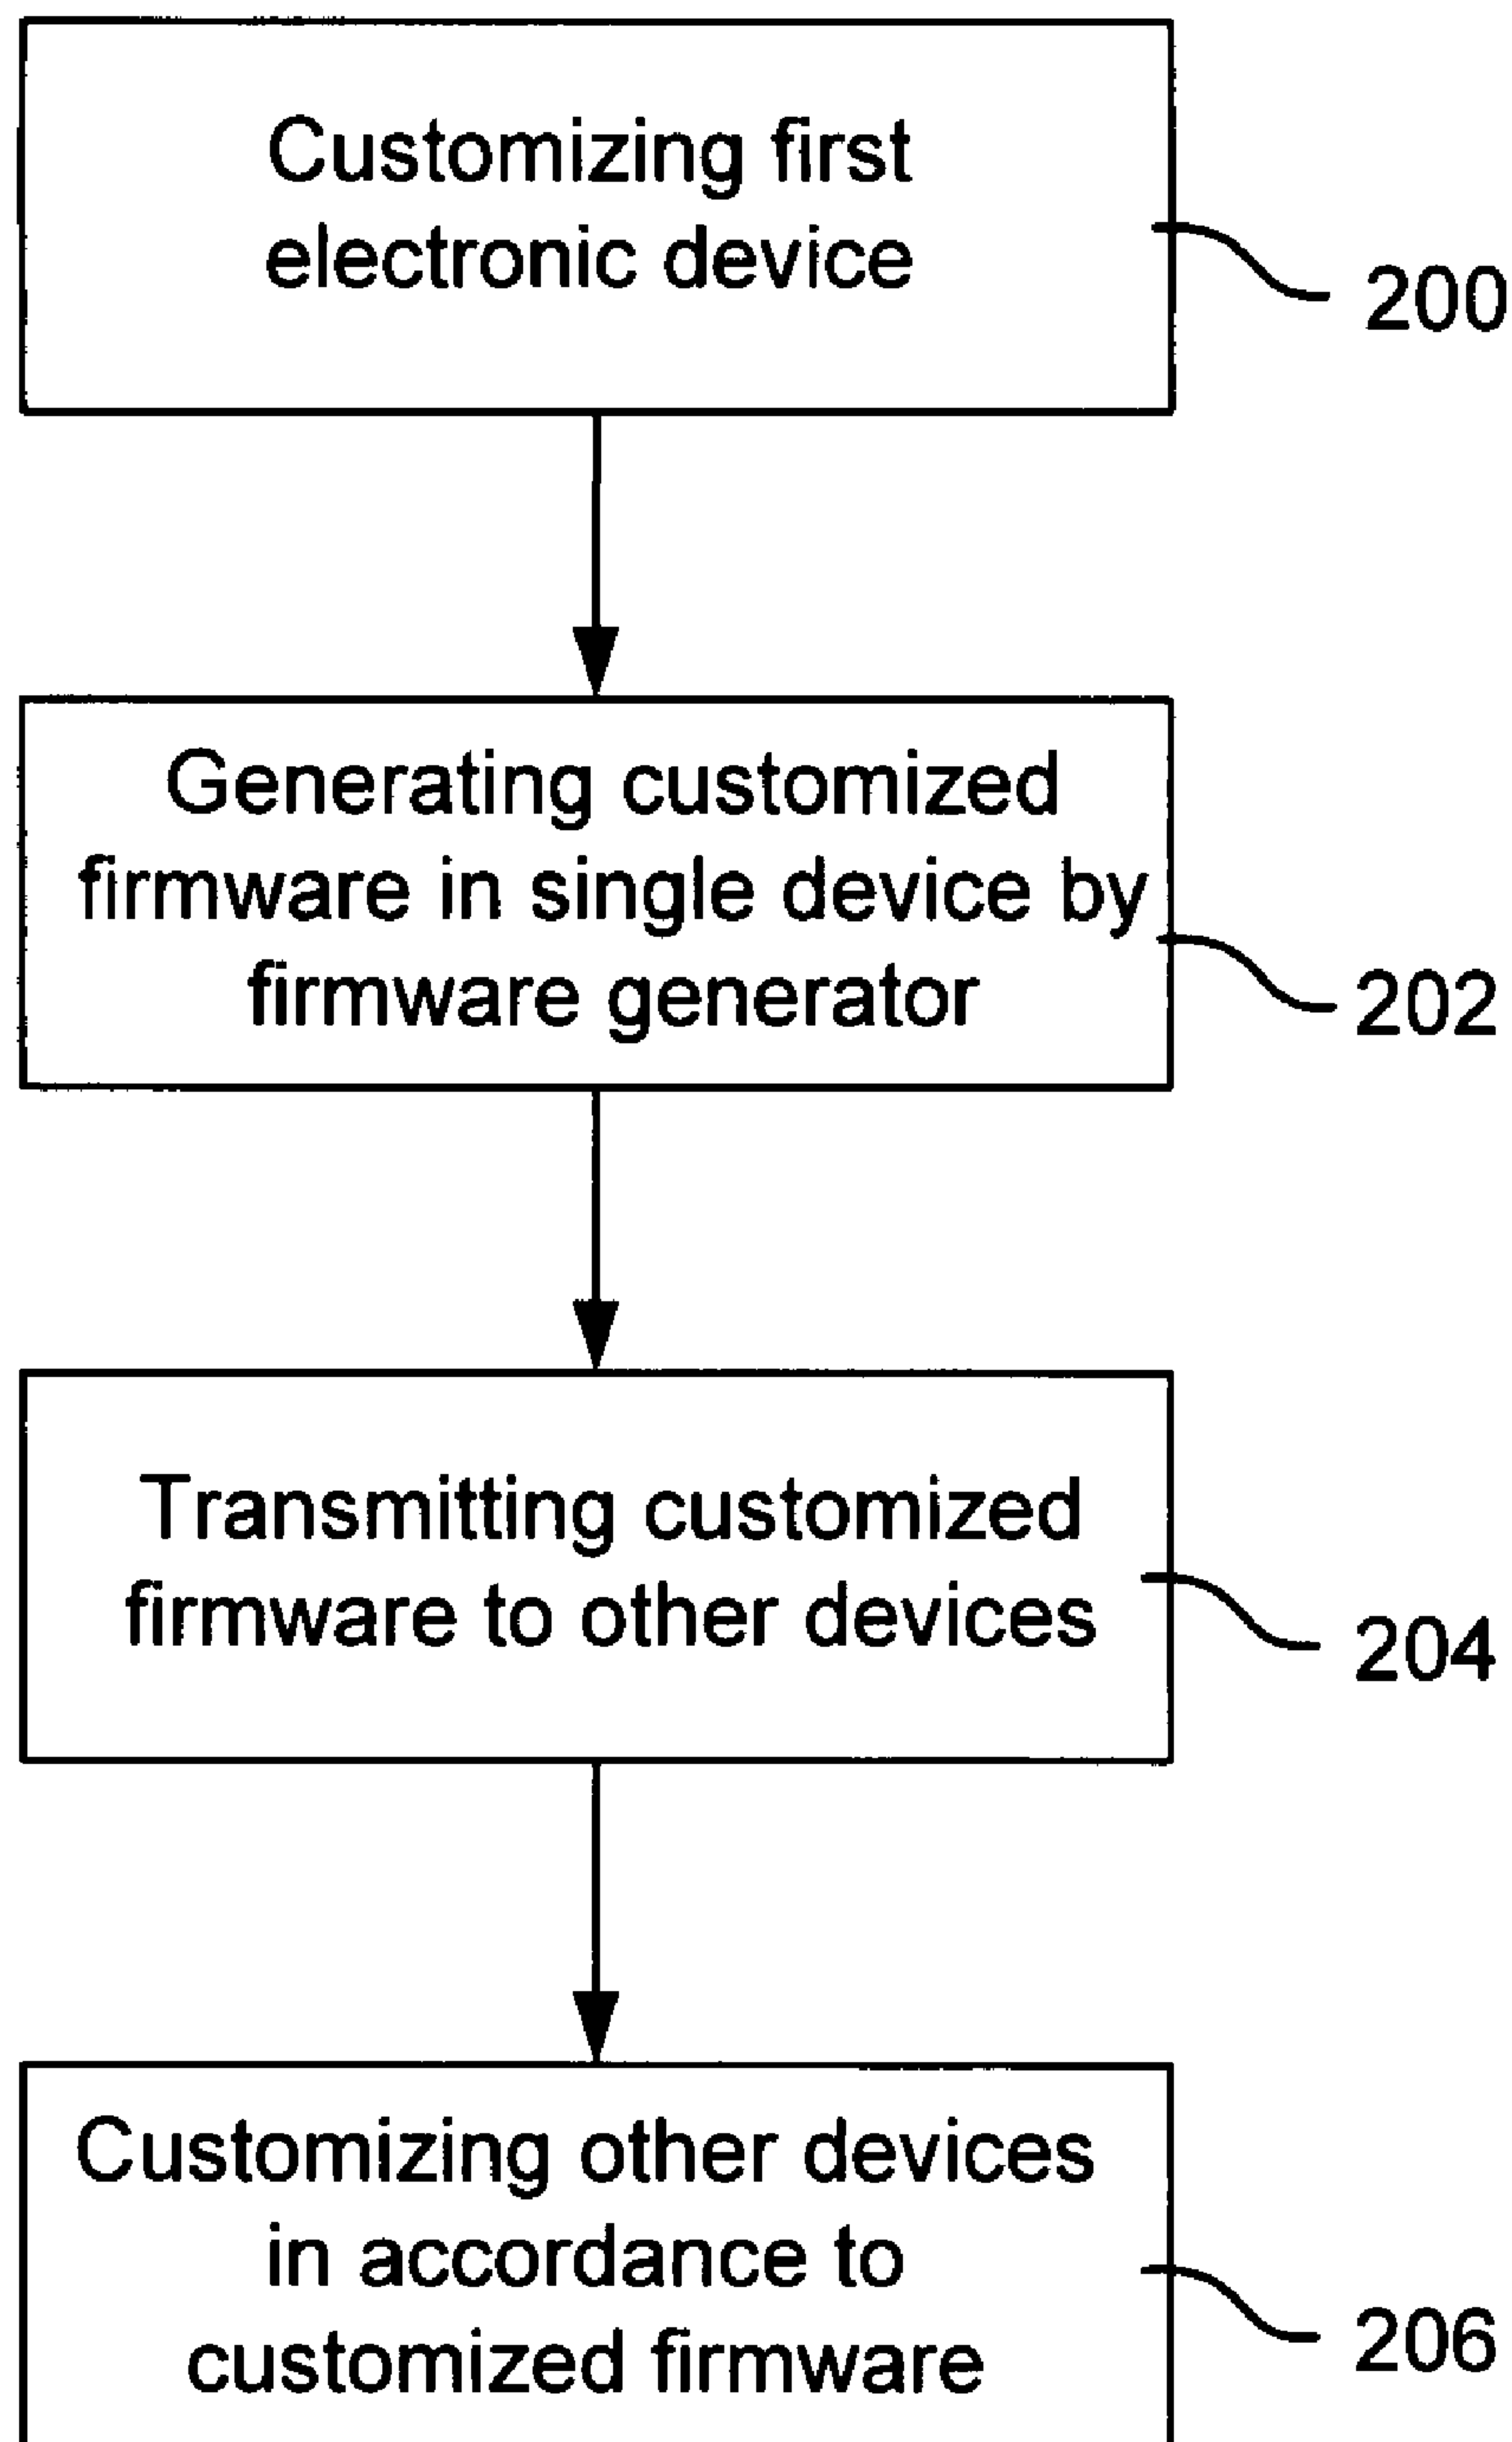 Customizing first
electronic device
200
Generating customized
firmware in single device by
firmware generator
202
Transmitting customized
firmware to other devices
204
Customizing other devices
in accordance to
customized firmware
206